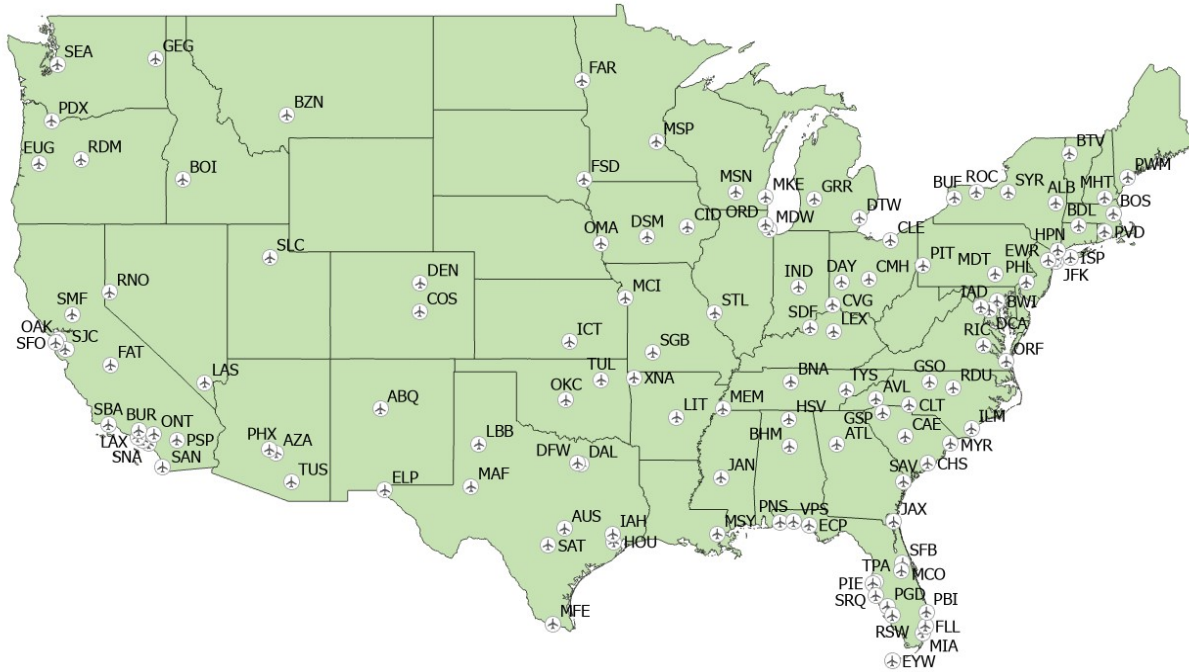 SEA
GEG
FAR
BZN
PDX
MSP
BTV
EUG
RDM
BOI
FSD
MSN
MKE
GRR
BUF
ROC
SYR
ALB
MHT
PWM
BOS
ORD
MDW
DTW
BDL
PVD
OMA
DSM
CID
CLE
HPN
EWR
ISP
JFK
SLC
DEN
COS
RNO
MCI
IND
DAY
CMH
PIT
MDT
PHL
SMF
STL
SDF
CVG
LEX
IAD
BWI
DCA
OAK
SFO
SJC
ICT
SGB
RIC
ORF
FAT
LAS
TUL
XNA
BNA
TYS
AVL
GSO
RDU
OKC
ABQ
LIT
MEM
HSV
GSP
CLT
ILM
SBA
BUR
ONT
LAX
PSP
SNA
SAN
PHX
AZA
LBB
BHM
ATL
CAE
MYR
DFW
DAL
TUS
ELP
MAF
JAN
SAV
CHS
PNS
VPS
ECP
JAX
AUS
IAH
MSY
SAT
HOU
SFB
TPA
MCO
PIE
SRQ
PGD
PBI
MFE
RSW
FLL
MIA
EYW